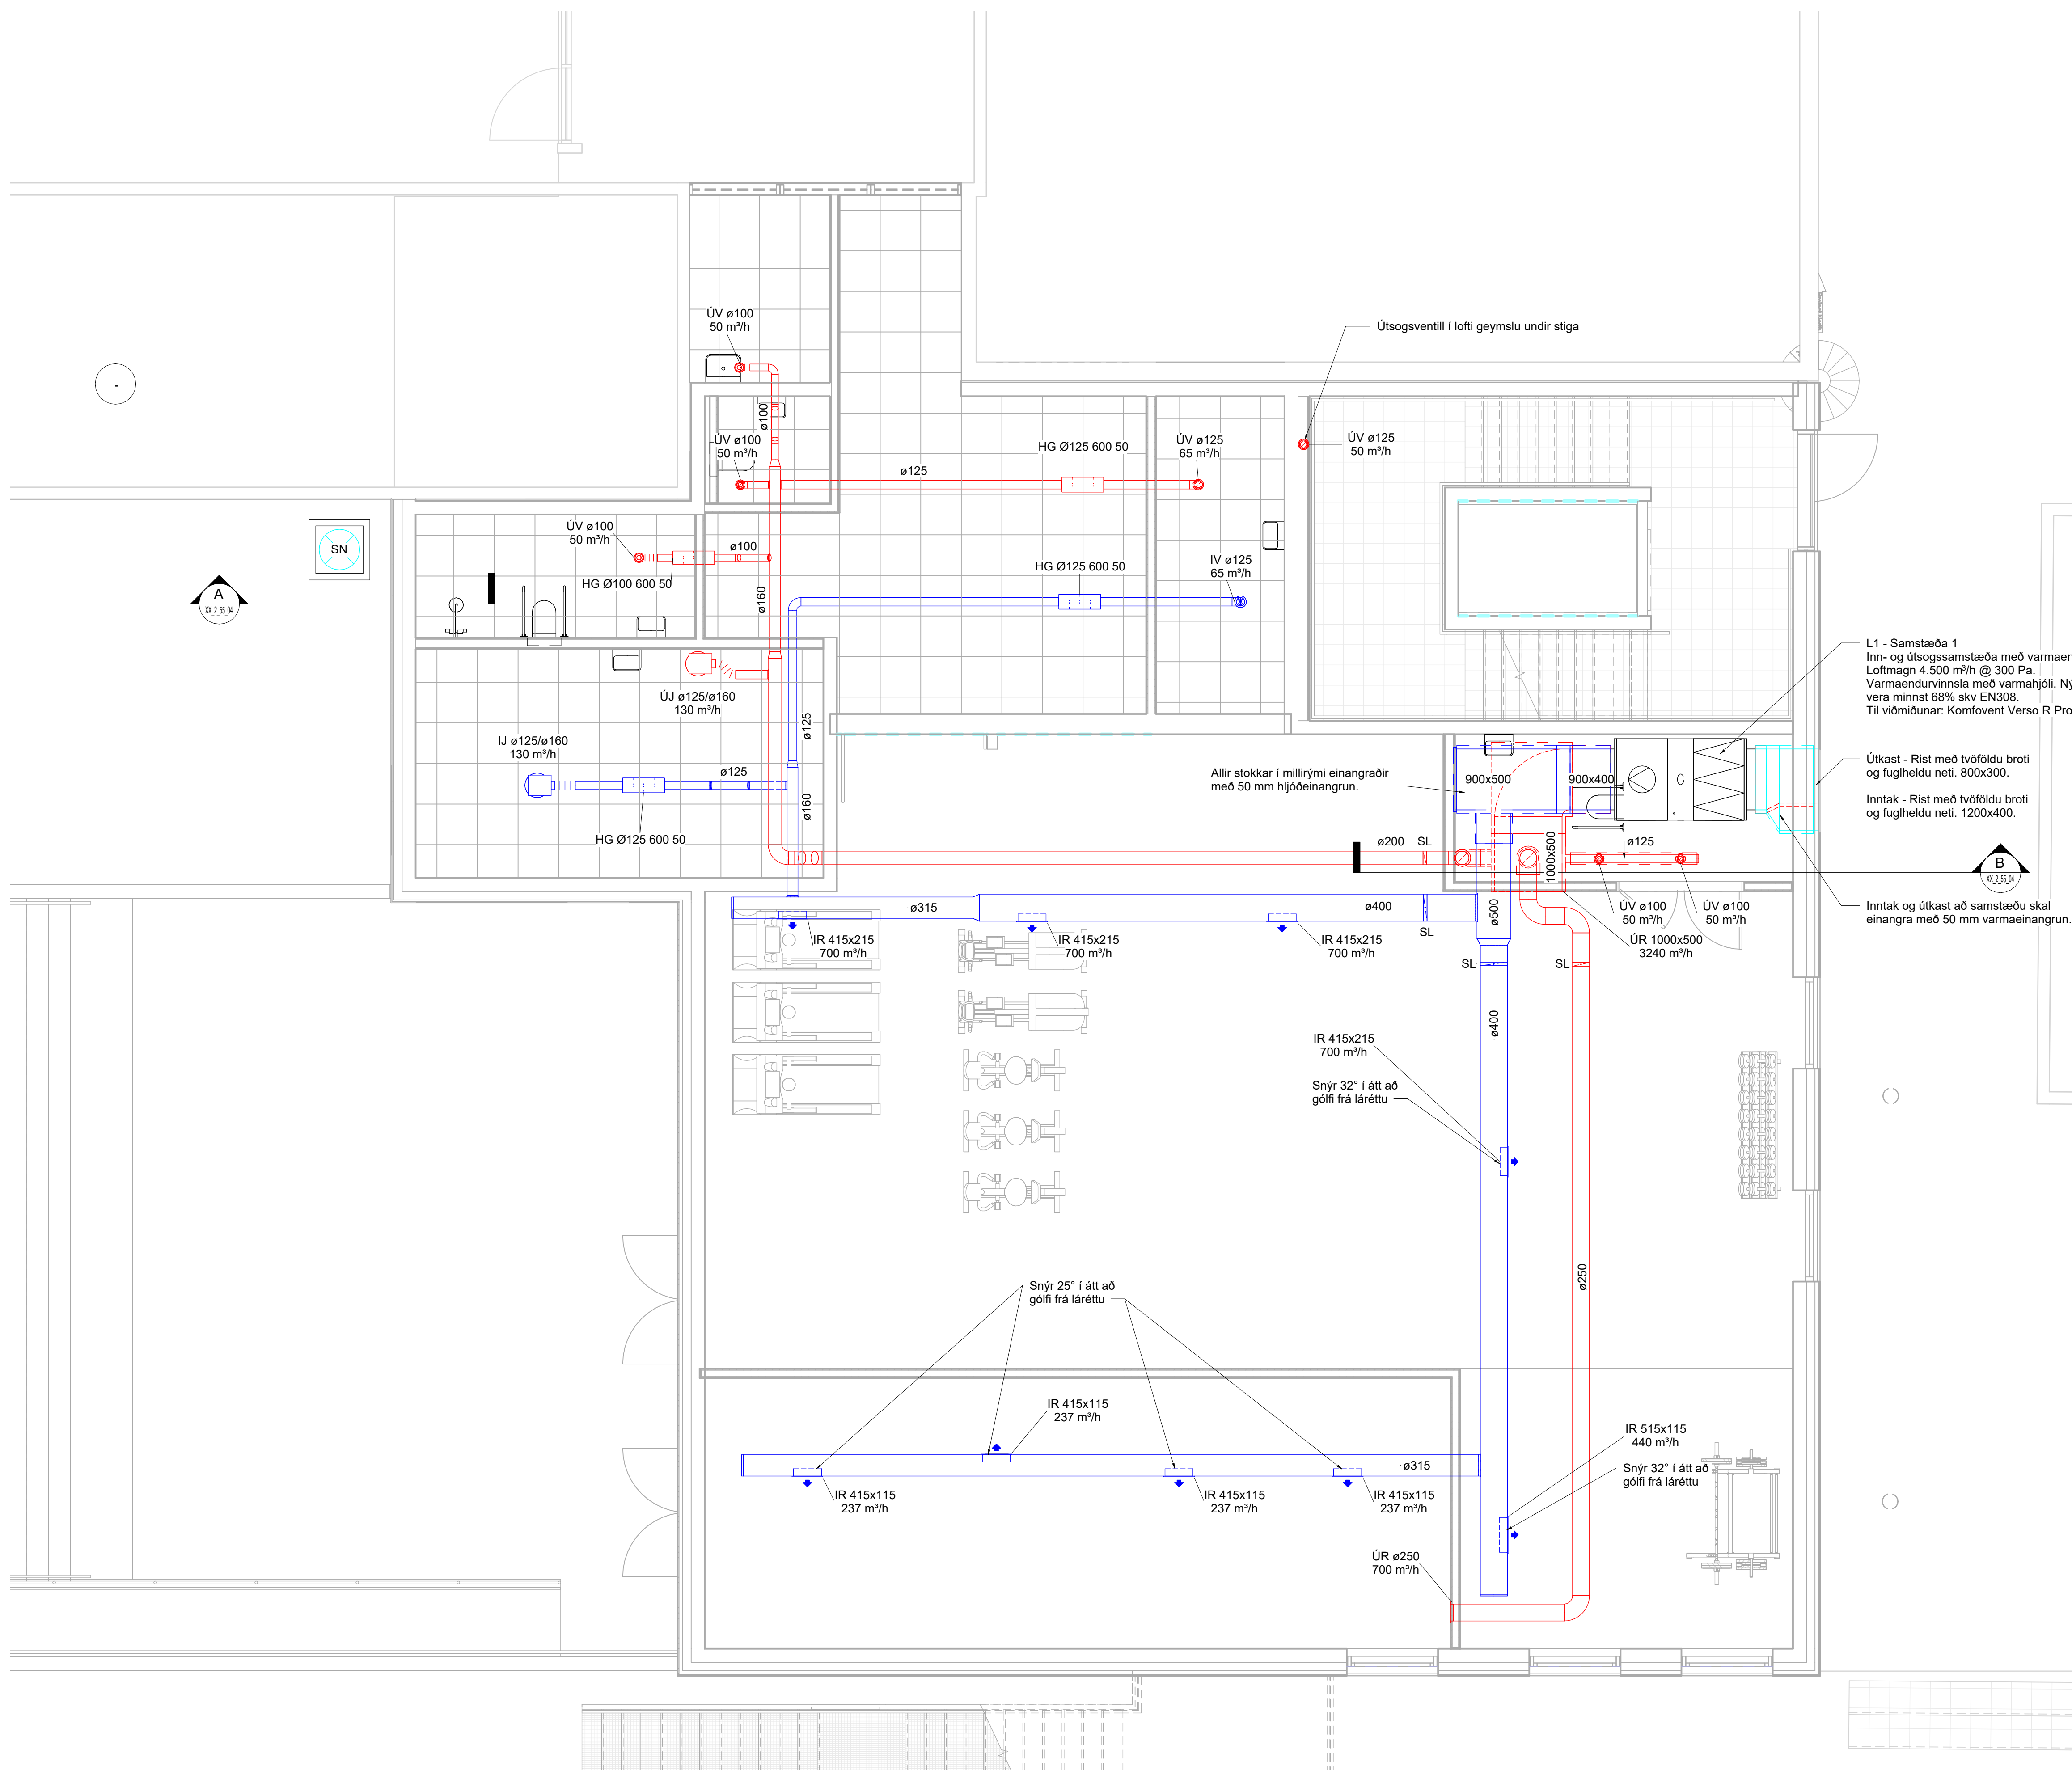 ÚV ø100
50 m³/h
Útsogsventill í lofti geymslu undir stiga
-
ø100
ÚV ø100
50 m³/h
HG Ø125 600 50
ÚV ø125
65 m³/h
ÚV ø125
50 m³/h
ø125
ÚV ø100
50 m³/h
SN
ø100
HG Ø100 600 50
HG Ø125 600 50
IV ø125
65 m³/h
A
XX_2_55_04
ø160
L1 - Samstæða 1
Inn- og útsogssamstæða með varmaen
Loftmagn 4.500 m³/h @ 300 Pa.
Varmaendurvinnsla með varmahjóli. Ný
vera minnst 68% skv EN308.
Til viðmiðunar: Komfovent Verso R Pro
ÚJ ø125/ø160
130 m³/h
IJ ø125/ø160
130 m³/h
ø125
ø125
ø160
HG Ø125 600 50
Allir stokkar í millirými einangraðir
með 50 mm hljóðeinangrun.
900x500
900x400
Útkast - Rist með tvöföldu broti
og fuglheldu neti. 800x300.
Inntak - Rist með tvöföldu broti
og fuglheldu neti. 1200x400.
ø200
SL
1000x500
ø125
B
XX_2_55_04
ø315
ø400
SL
ø500
ÚV ø100
50 m³/h
ÚV ø100
50 m³/h
Inntak og útkast að samstæðu skal
einangra með 50 mm varmaeinangrun.
IR 415x215
700 m³/h
IR 415x215
700 m³/h
IR 415x215
700 m³/h
ÚR 1000x500
3240 m³/h
SL
SL
ø400
IR 415x215
700 m³/h
Snýr 32° í átt að
gólfi frá láréttu
ø250
Snýr 25° í átt að
gólfi frá láréttu
IR 415x115
237 m³/h
IR 515x115
440 m³/h
ø315
Snýr 32° í átt að
gólfi frá láréttu
IR 415x115
237 m³/h
IR 415x115
237 m³/h
IR 415x115
237 m³/h
ÚR ø250
700 m³/h